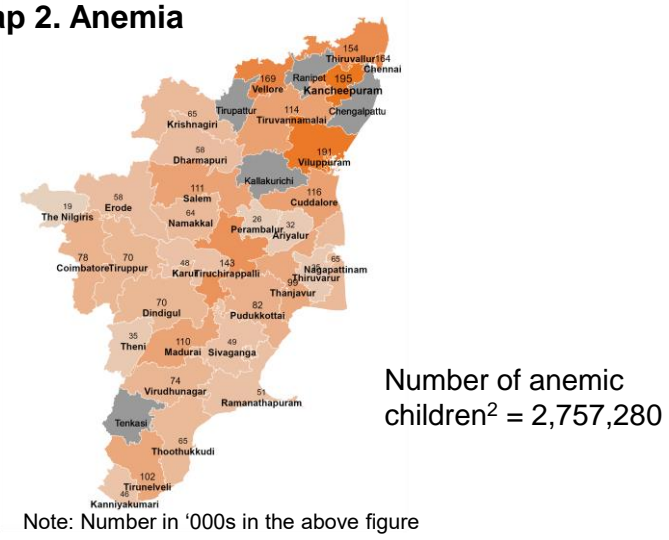 ap 2. Anemia
154
Thiruvallur 164
Chennai
169
Vellore
Ranipet
195
Kancheepuram
Tirupattur
65
Krishnagiri
114
Tiruvannamalai
Chengalpattu
58
Dharmapuri
191
Viluppuram
Kallakurichi
111
Salem
116
Cuddalore
19
The Nilgiris
58
Erode
64
Namakkal
26
Perambalur
32
Ariyalur
78
Coimbatore
70
Tiruppur
48
Karur
143
Tiruchirappalli
65
Nagapattinam
Thiruvarur
99
Thanjavur
70
Dindigul
82
Pudukkottai
35
Theni
110
Madurai
49
Sivaganga
74
Virudhunagar
51
Ramanathapuram
Tenkasi
65
Thoothukkudi
102
Tirunelveli
46
Kanniyakumari
Number of anemic
children² = 2,757,280
Note: Number in ‘000s in the above figure